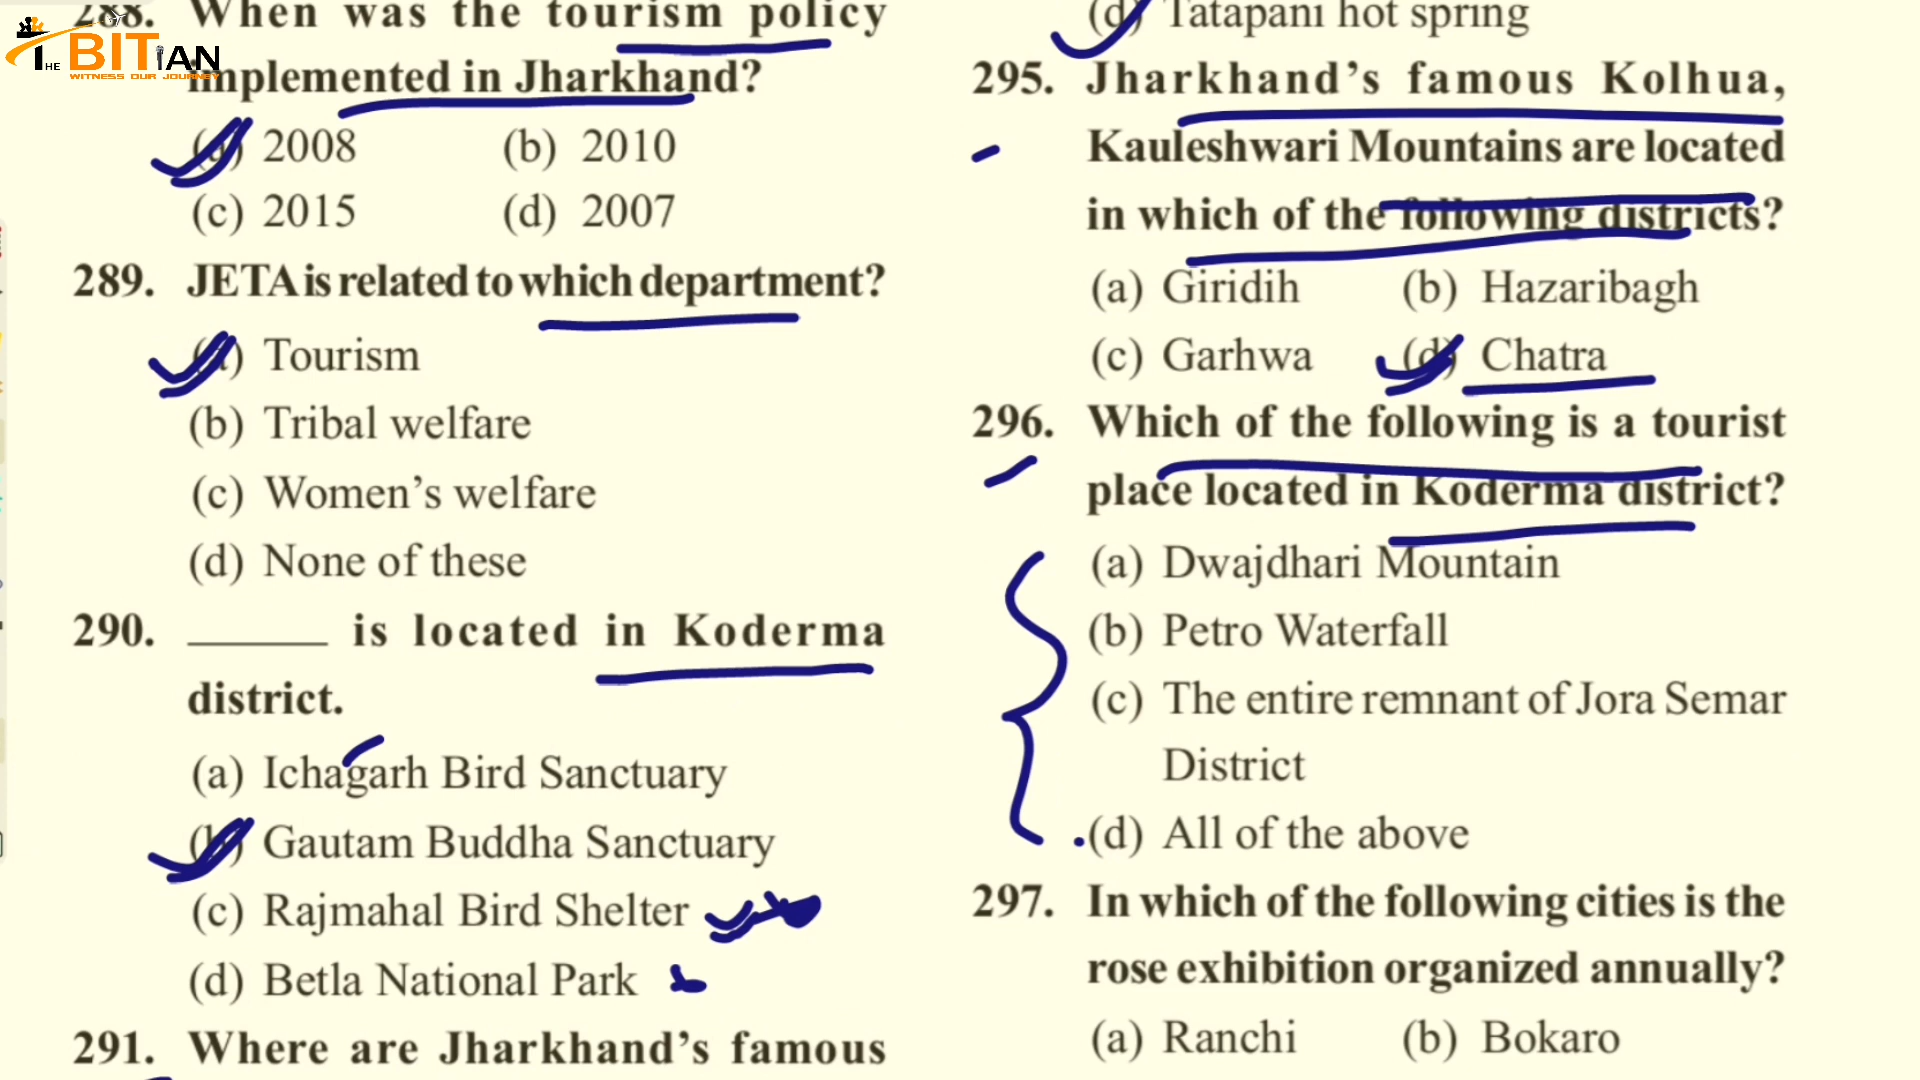 THE BITIAN
WITNESS OUR JOURNEY
288. When was the tourism policy
implemented in Jharkhand?
(a) 2008 (b) 2010
(c) 2015 (d) 2007
289. JETA is related to which department?
(a) Tourism
(b) Tribal welfare
(c) Women's welfare
(d) None of these
290. _____ is located in Koderma
district.
(a) Ichagarh Bird Sanctuary
(b) Gautam Buddha Sanctuary
(c) Rajmahal Bird Shelter
(d) Betla National Park
291. Where are Jharkhand's famous
(d) Tatapani hot spring
295. Jharkhand's famous Kolhua,
Kauleshwari Mountains are located
in which of the following districts?
(a) Giridih (b) Hazaribagh
(c) Garhwa (d) Chatra
296. Which of the following is a tourist
place located in Koderma district?
(a) Dwajdhari Mountain
(b) Petro Waterfall
(c) The entire remnant of Jora Semar
District
(d) All of the above
297. In which of the following cities is the
rose exhibition organized annually?
(a) Ranchi (b) Bokaro